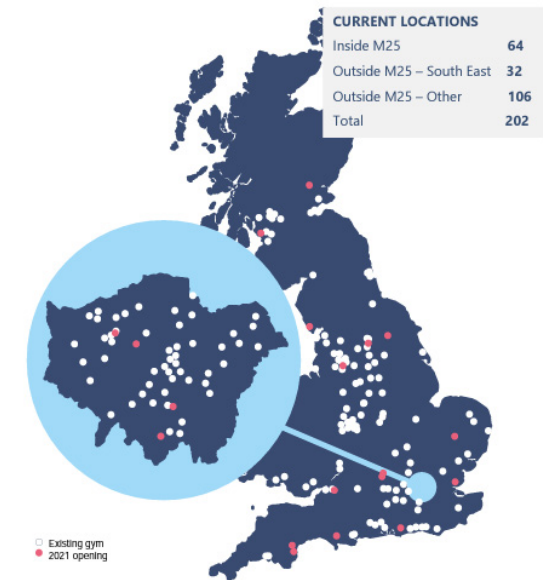 CURRENT LOCATIONS
Inside M25 64
Outside M25 – South East 32
Outside M25 – Other 106
Total 202
Existing gym
2021 opening